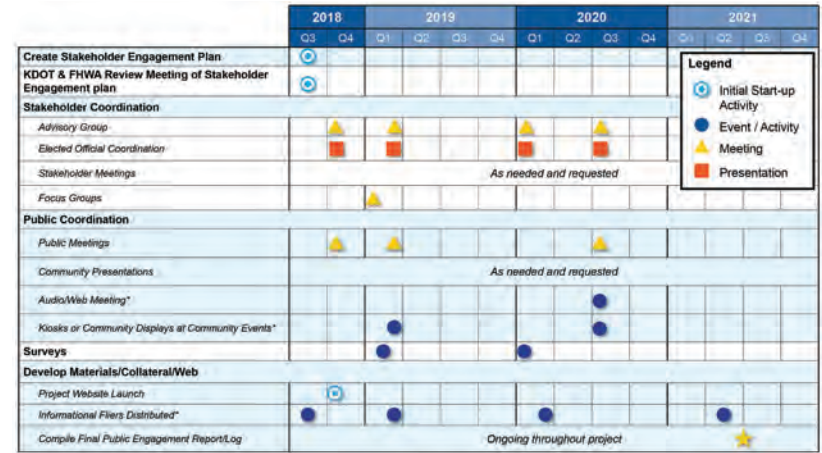 2018 2019 2020 2021
Q3 Q4 Q1 Q2 Q3 Q4 Q1 Q2 Q3 Q4 Q1 Q2 Q3 Q4
Create Stakeholder Engagement Plan
KDOT & FHWA Review Meeting of Stakeholder
Engagement plan
Stakeholder Coordination
Advisory Group
Elected Official Coordination
Stakeholder Meetings As needed and requested
Focus Groups
Public Coordination
Public Meetings
Community Presentations As needed and requested
Audio/Web Meeting*
Kiosks or Community Displays at Community Events*
Surveys
Develop Materials/Collateral/Web
Project Website Launch
Informational Fliers Distributed*
Compile Final Public Engagement Report/Log Ongoing throughout project
Legend
Initial Start-up
Activity
Event / Activity
Meeting
Presentation